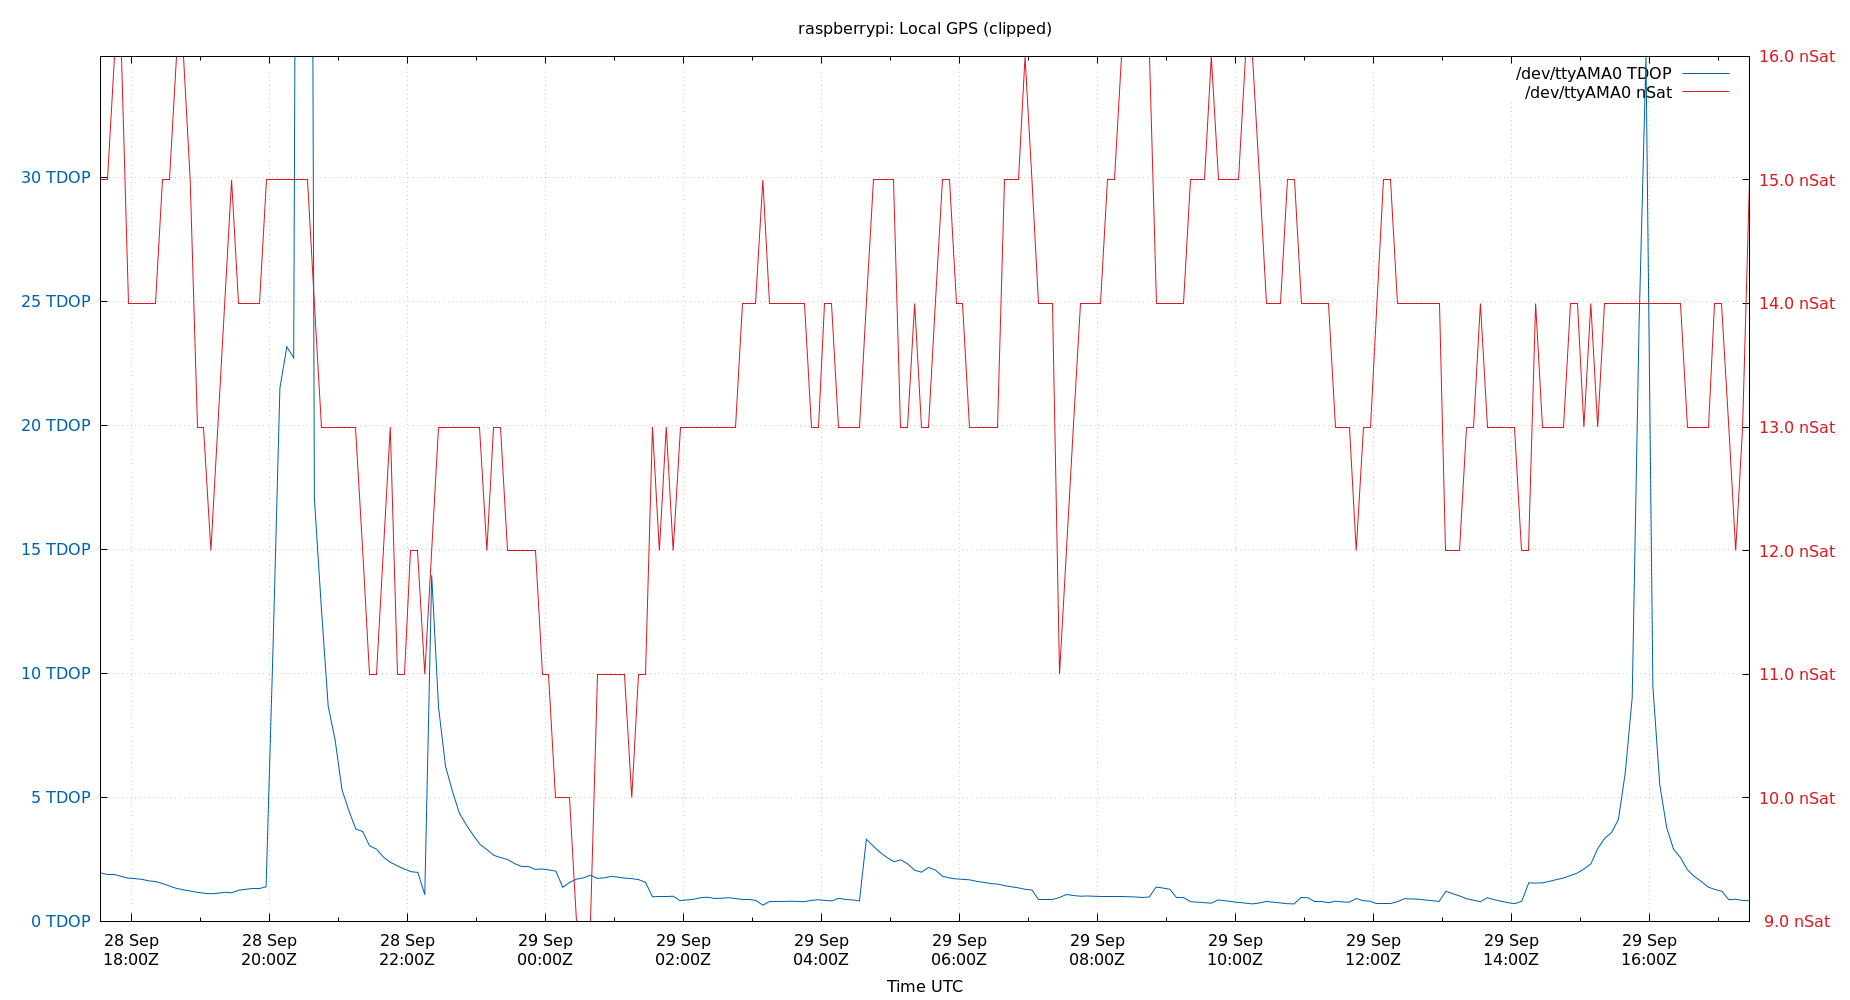 raspberrypi: Local GPS (clipped)
/dev/ttyAMA0 TDOP
/dev/ttyAMA0 nSat
30 TDOP
25 TDOP
20 TDOP
15 TDOP
10 TDOP
5 TDOP
0 TDOP
16.0 nSat
15.0 nSat
14.0 nSat
13.0 nSat
12.0 nSat
11.0 nSat
10.0 nSat
9.0 nSat
28 Sep
18:00Z
28 Sep
20:00Z
28 Sep
22:00Z
29 Sep
00:00Z
29 Sep
02:00Z
29 Sep
04:00Z
29 Sep
06:00Z
29 Sep
08:00Z
29 Sep
10:00Z
29 Sep
12:00Z
29 Sep
14:00Z
29 Sep
16:00Z
Time UTC